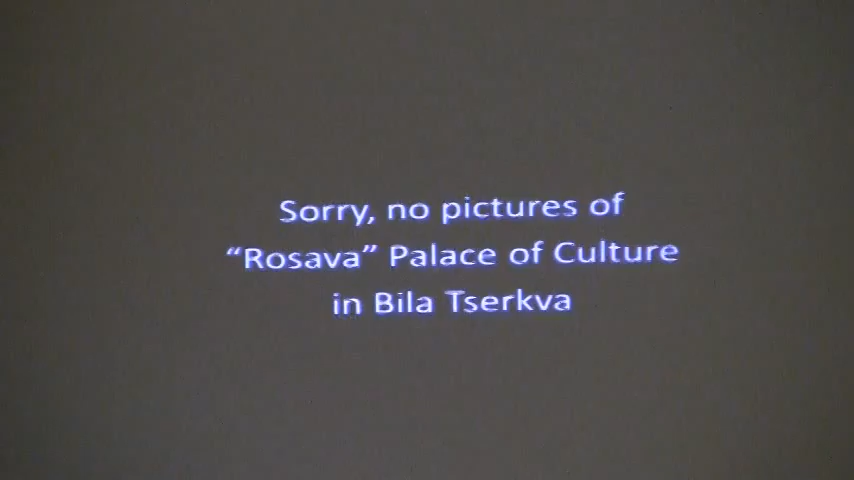 Sorry, no pictures of
“Rosava” Palace of Culture
in Bila Tserkva